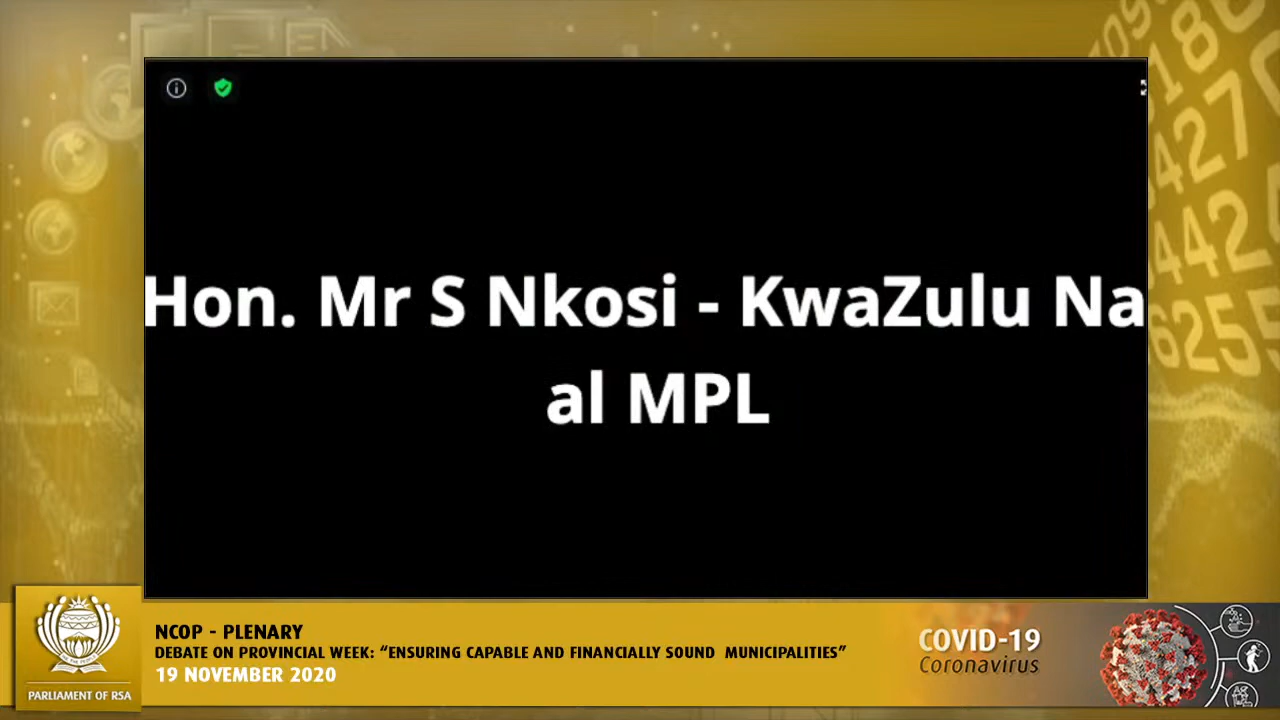 Hon. Mr S Nkosi - KwaZulu Na
al MPL
NCOP - PLENARY
DEBATE ON PROVINCIAL WEEK: “ENSURING CAPABLE AND FINANCIALLY SOUND MUNICIPALITIES”
19 NOVEMBER 2020
PARLIAMENT OF RSA
COVID-19
Coronavirus